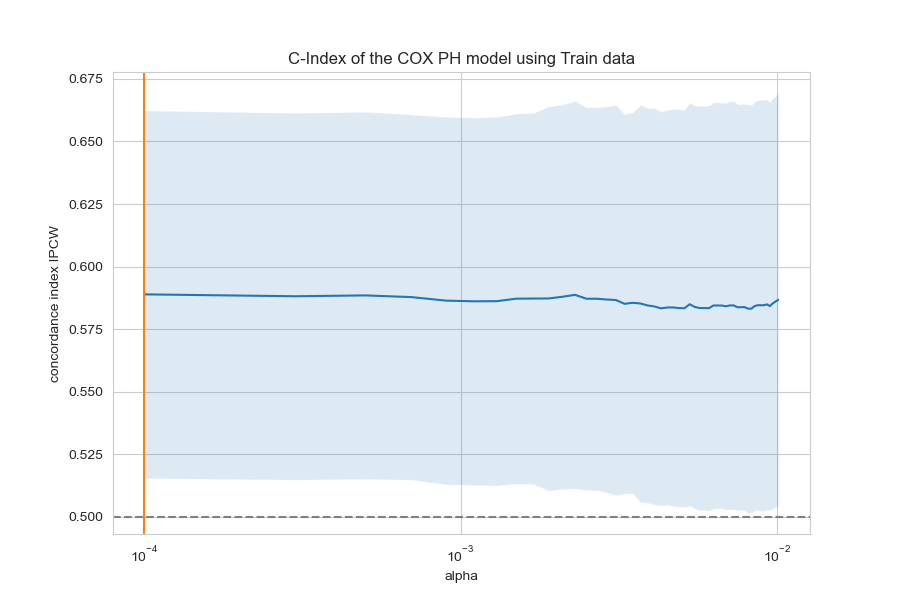 C-Index of the COX PH model using Train data
concordance index IPCW
0.675
0.650
0.625
0.600
0.575
0.550
0.525
0.500
10⁻⁴ 10⁻³ 10⁻²
alpha